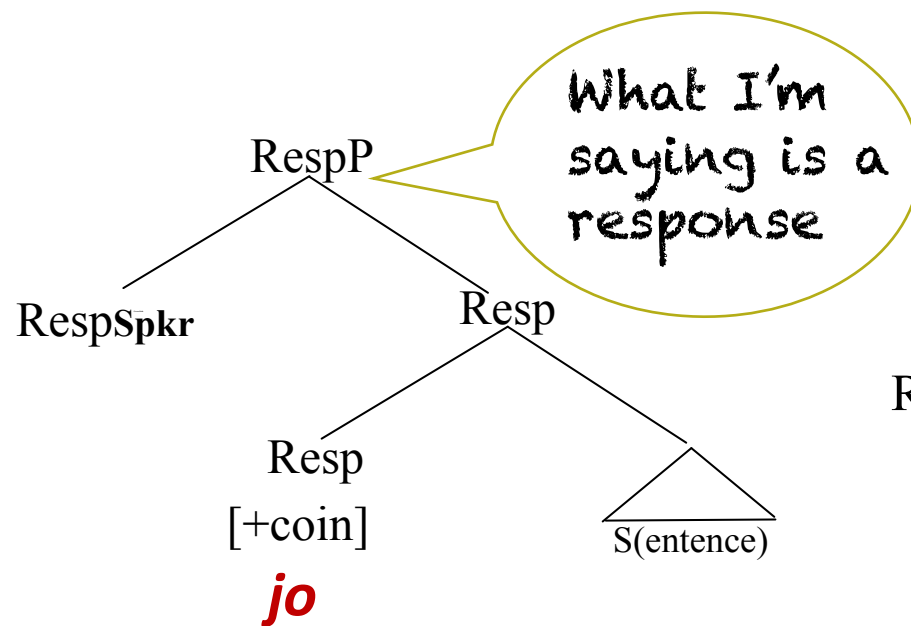 What I'm
saying is a
response
RespP
RespSpkr
Resp
R
Resp
[+coin]
S(entence)
jo